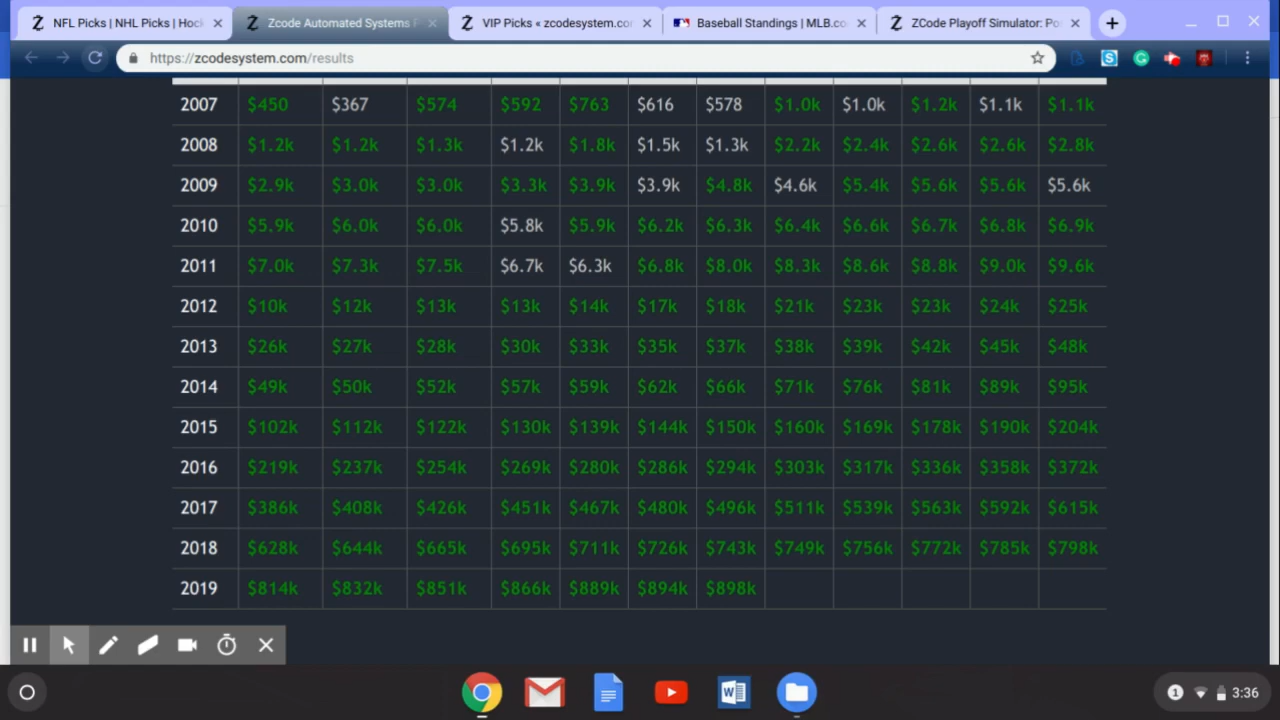 NFL Picks | NHL Picks | Hock Zcode Automated Systems P VIP Picks « zcodesystem.com Baseball Standings | MLB.co ZCode Playoff Simulator: Po
https://zcodesystem.com/results
2007 $450 $367 $574 $592 $763 $616 $578 $1.0k $1.0k $1.2k $1.1k $1.1k
2008 $1.2k $1.2k $1.3k $1.2k $1.8k $1.5k $1.3k $2.2k $2.4k $2.6k $2.6k $2.8k
2009 $2.9k $3.0k $3.0k $3.3k $3.9k $3.9k $4.8k $4.6k $5.4k $5.6k $5.6k $5.6k
2010 $5.9k $6.0k $6.0k $5.8k $5.9k $6.2k $6.3k $6.4k $6.6k $6.7k $6.8k $6.9k
2011 $7.0k $7.3k $7.5k $6.7k $6.3k $6.8k $8.0k $8.3k $8.6k $8.8k $9.0k $9.6k
2012 $10k $12k $13k $13k $14k $17k $18k $21k $23k $23k $24k $25k
2013 $26k $27k $28k $30k $33k $35k $37k $38k $39k $42k $45k $48k
2014 $49k $50k $52k $57k $59k $62k $66k $71k $76k $81k $89k $95k
2015 $102k $112k $122k $130k $139k $144k $150k $160k $169k $178k $190k $204k
2016 $219k $237k $254k $269k $280k $286k $294k $303k $317k $336k $358k $372k
2017 $386k $408k $426k $451k $467k $480k $496k $511k $539k $563k $592k $615k
2018 $628k $644k $665k $695k $711k $726k $743k $749k $756k $772k $785k $798k
2019 $814k $832k $851k $866k $889k $894k $898k
1 3:36